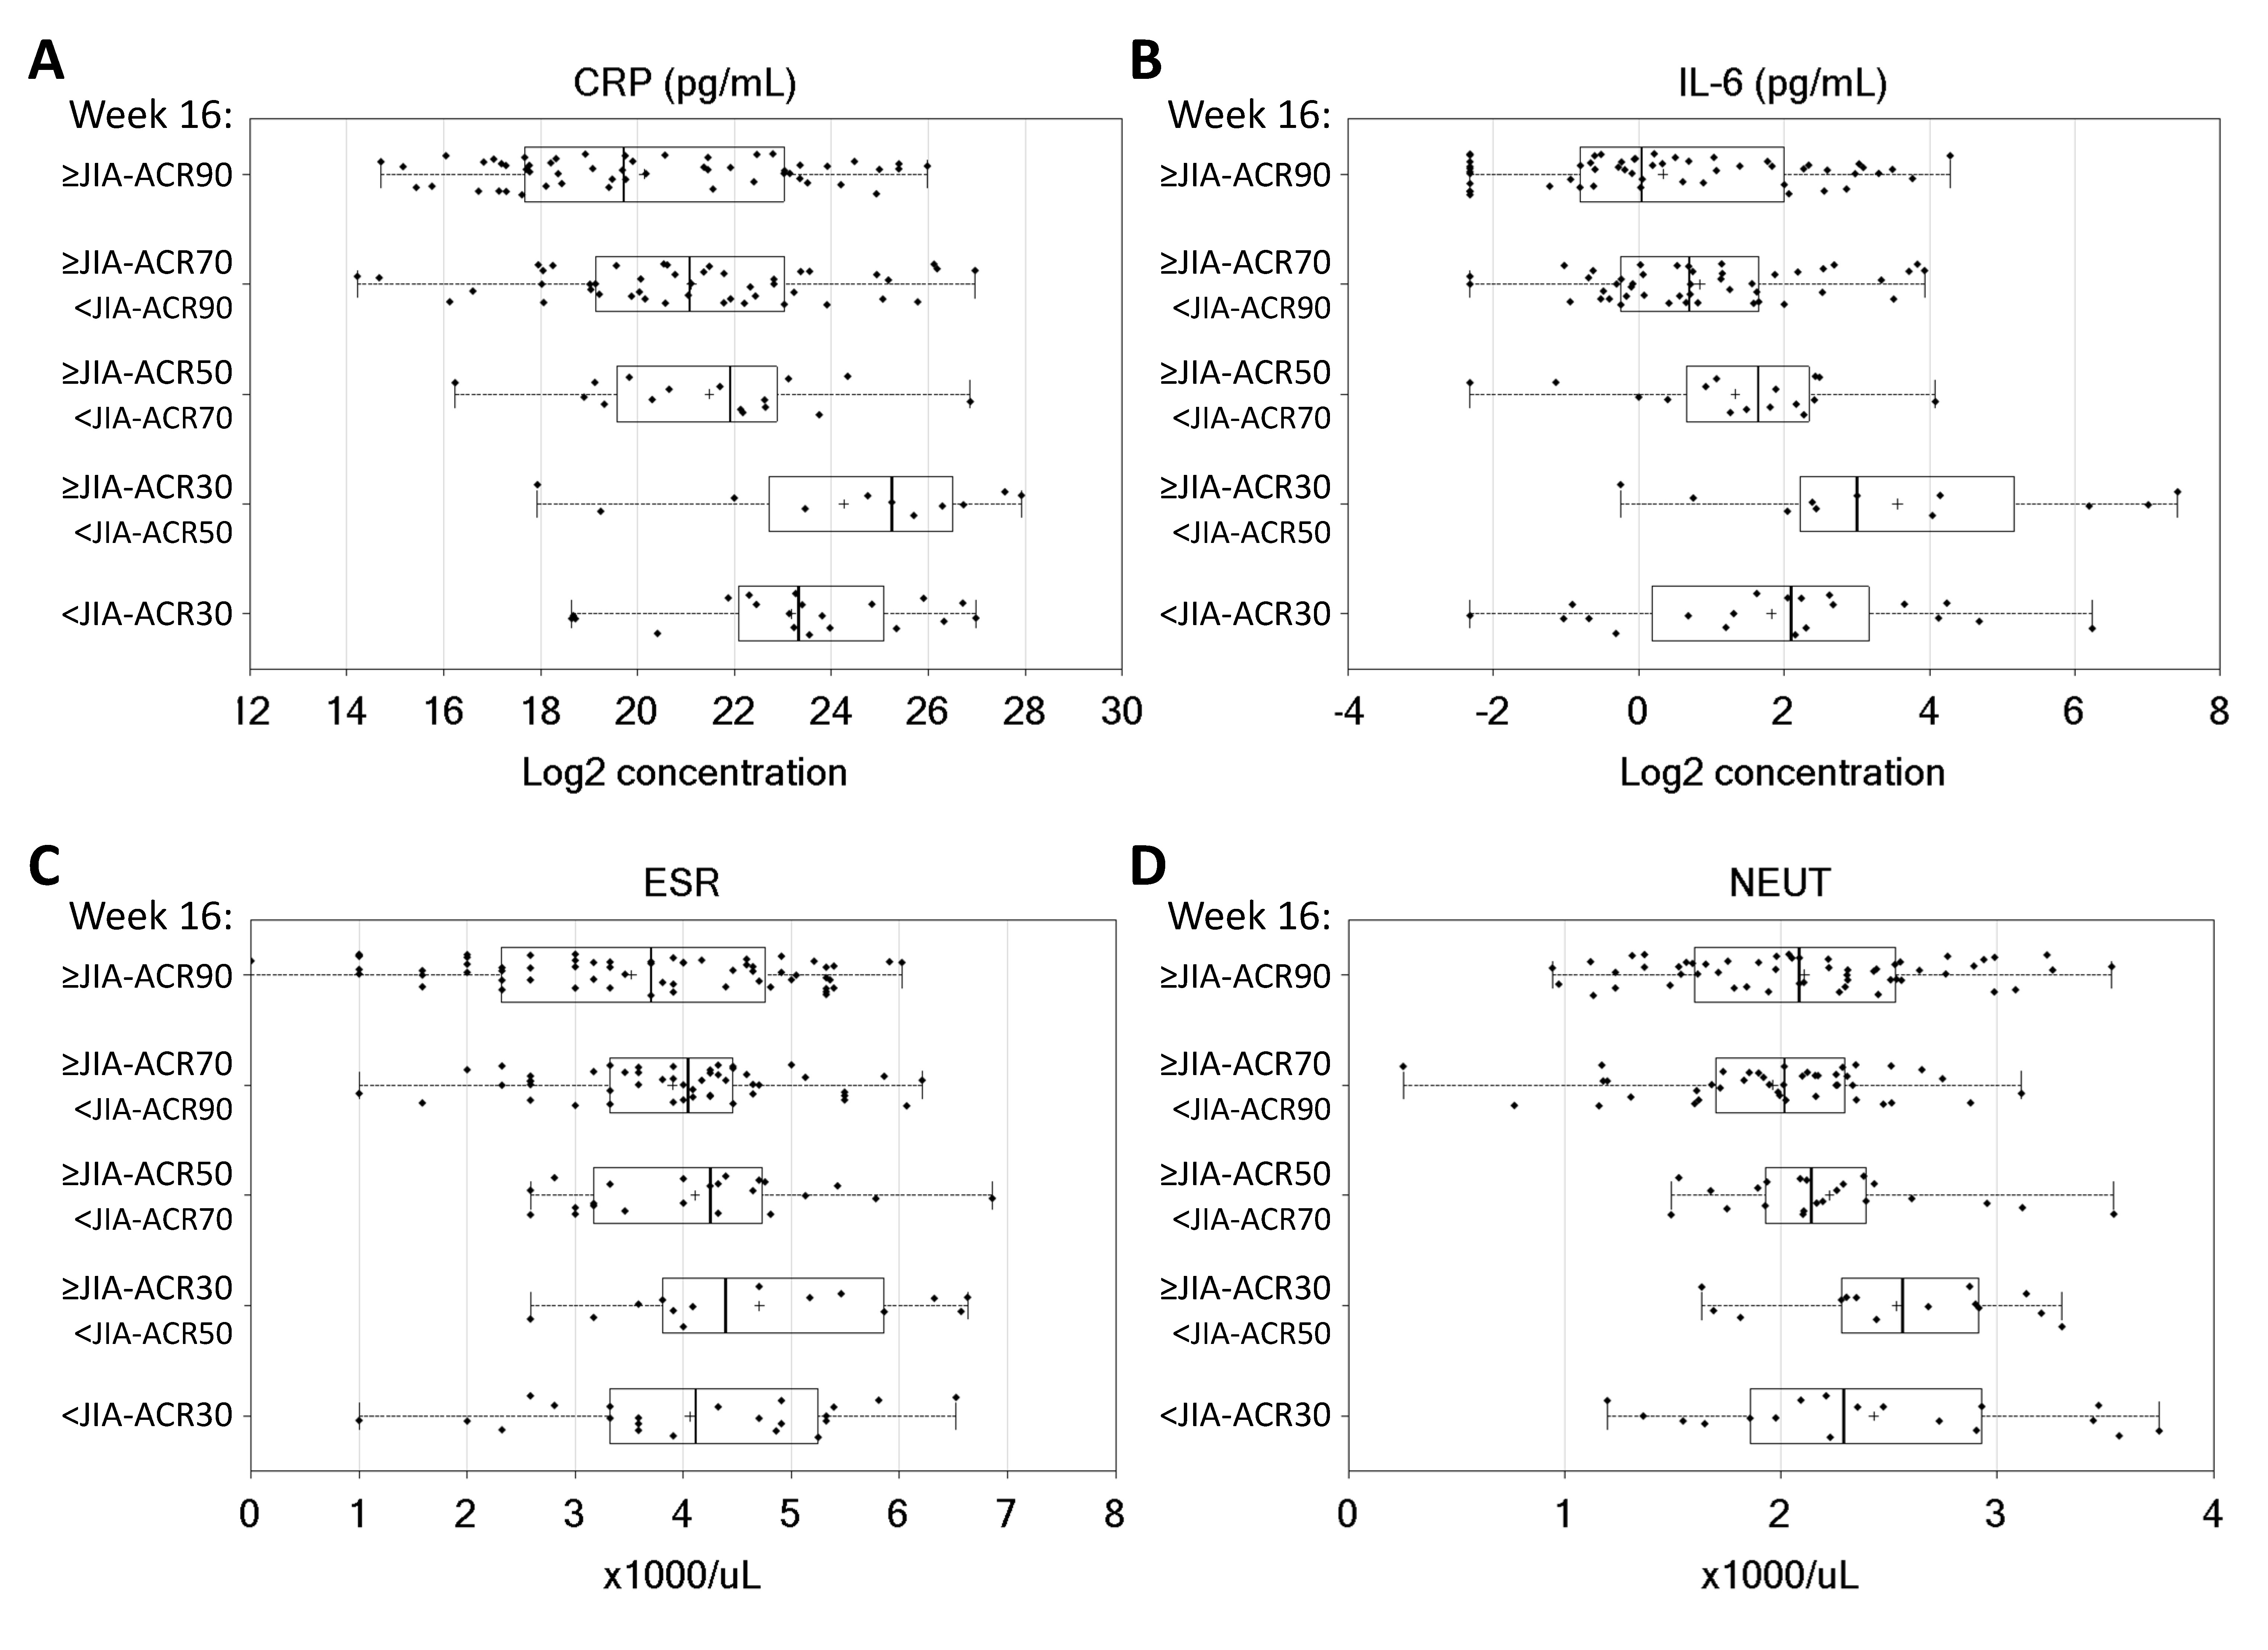 A
CRP (pg/mL)
Week 16:
≥JIA-ACR90
≥JIA-ACR70
<JIA-ACR90
≥JIA-ACR50
<JIA-ACR70
≥JIA-ACR30
<JIA-ACR50
<JIA-ACR30
12 14 16 18 20 22 24 26 28 30
Log2 concentration
B
IL-6 (pg/mL)
Week 16:
≥JIA-ACR90
≥JIA-ACR70
<JIA-ACR90
≥JIA-ACR50
<JIA-ACR70
≥JIA-ACR30
<JIA-ACR50
<JIA-ACR30
-4 -2 0 2 4 6 8
Log2 concentration
C
ESR
Week 16:
≥JIA-ACR90
≥JIA-ACR70
<JIA-ACR90
≥JIA-ACR50
<JIA-ACR70
≥JIA-ACR30
<JIA-ACR50
<JIA-ACR30
0 1 2 3 4 5 6 7 8
x1000/uL
D
NEUT
Week 16:
≥JIA-ACR90
≥JIA-ACR70
<JIA-ACR90
≥JIA-ACR50
<JIA-ACR70
≥JIA-ACR30
<JIA-ACR50
<JIA-ACR30
0 1 2 3 4
x1000/uL